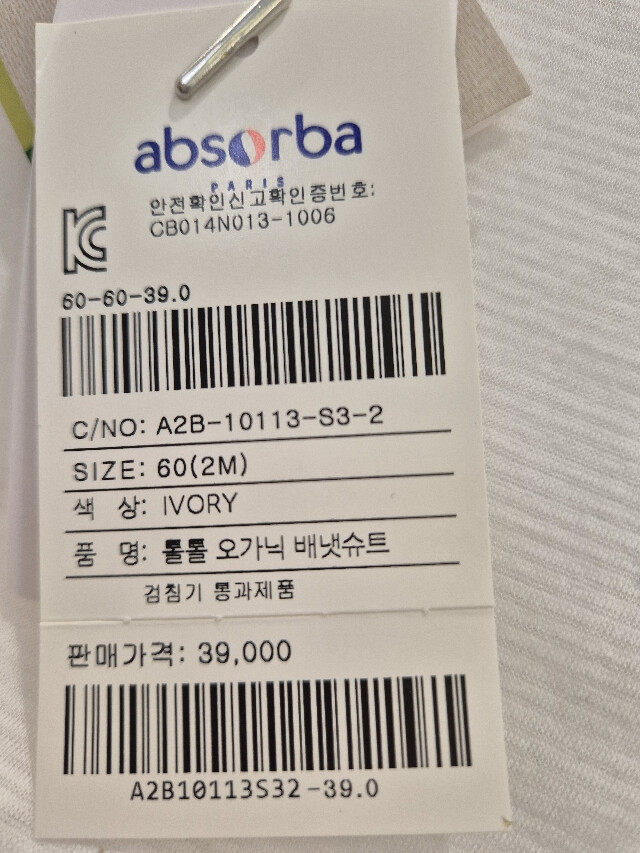 absorba
PARIS
안전확인신고확인증번호:
CB014N013-1006
60-60-39.0
C/NO: A2B-10113-S3-2
SIZE: 60(2M)
색 상: IVORY
품 명: 톨톨 오가닉 배냇슈트
검침기 통과제품
판매가격: 39,000
A2B10113S32-39.0